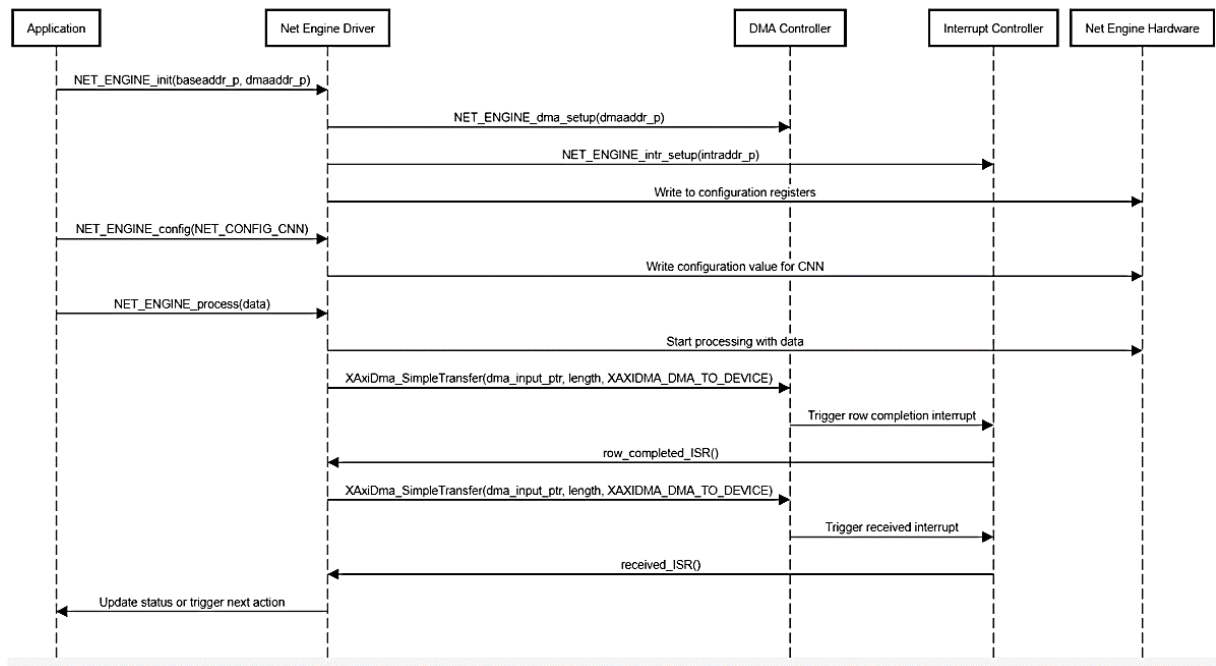 Application
Net Engine Driver
DMA Controller
Interrupt Controller
Net Engine Hardware
NET_ENGINE_init(baseaddr_p, dmaaddr_p)
NET_ENGINE_dma_setup(dmaaddr_p)
NET_ENGINE_intr_setup(intraddr_p)
Write to configuration registers
NET_ENGINE_config(NET_CONFIG_CNN)
Write configuration value for CNN
NET_ENGINE_process(data)
Start processing with data
XAxiDma_SimpleTransfer(dma_input_ptr, length, XAXIDMA_DMA_TO_DEVICE)
Trigger row completion interrupt
row_completed_ISR()
XAxiDma_SimpleTransfer(dma_input_ptr, length, XAXIDMA_DMA_TO_DEVICE)
Trigger received interrupt
received_ISR()
Update status or trigger next action